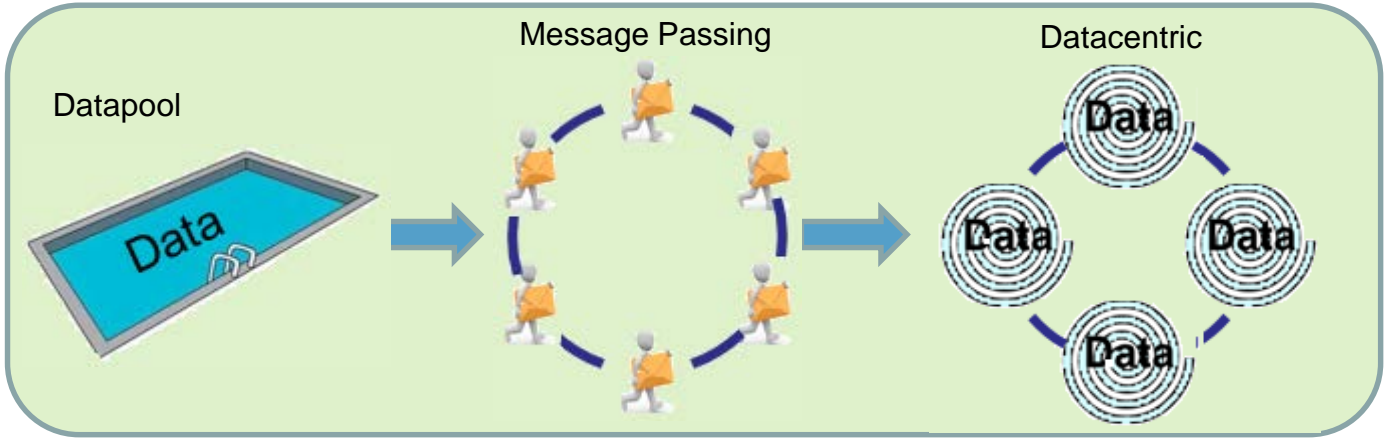 Datapool
Data
Message Passing
Datacentric
Data
Data
Data
Data